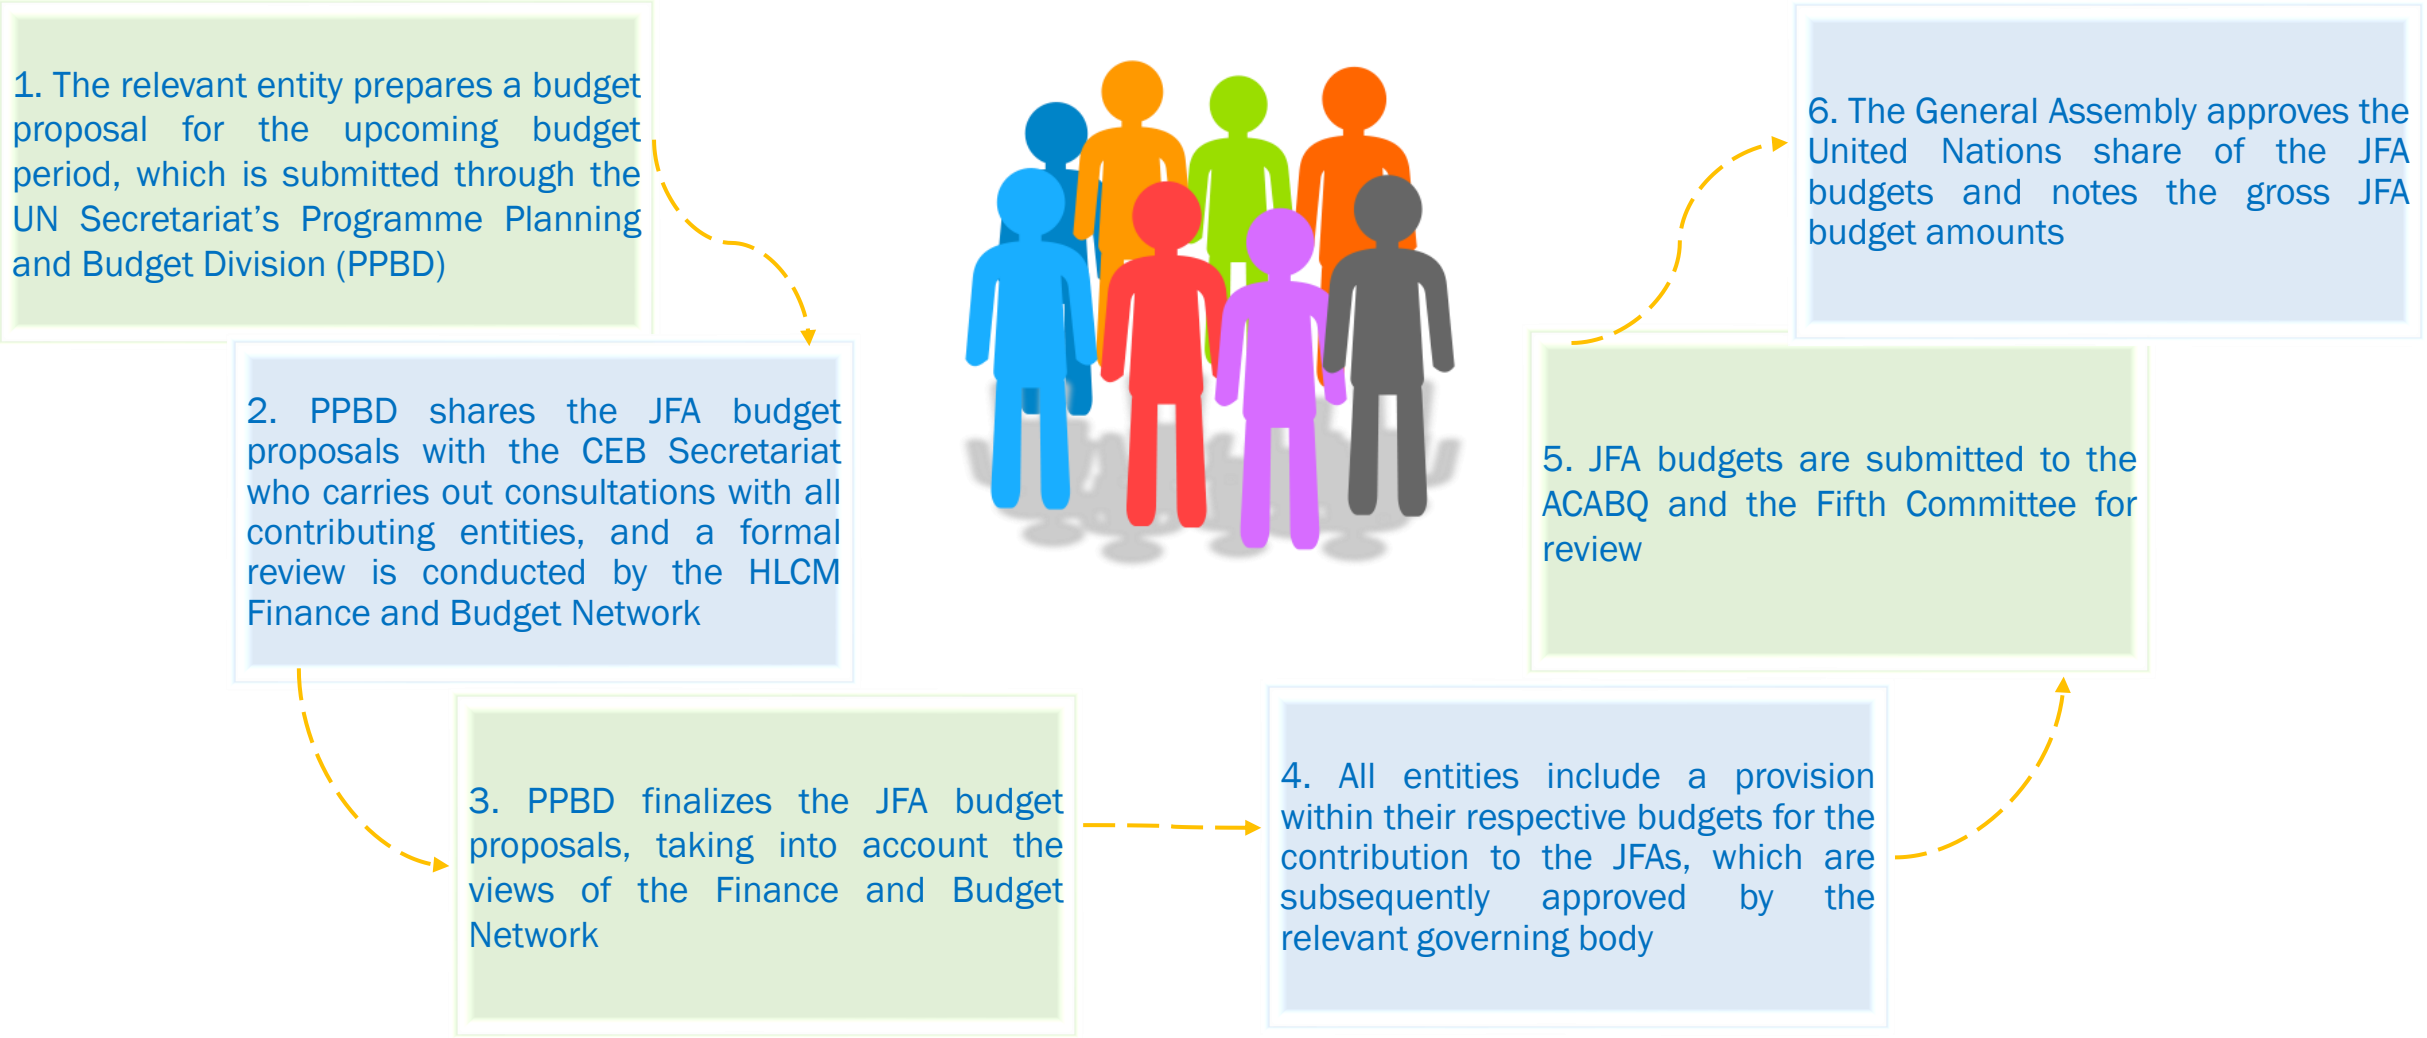 1. The relevant entity prepares a budget
proposal for the upcoming budget
period, which is submitted through the
UN Secretariat’s Programme Planning
and Budget Division (PPBD)
2. PPBD shares the JFA budget
proposals with the CEB Secretariat
who carries out consultations with all
contributing entities, and a formal
review is conducted by the HLCM
Finance and Budget Network
3. PPBD finalizes the JFA budget
proposals, taking into account the
views of the Finance and Budget
Network
4. All entities include a provision
within their respective budgets for the
contribution to the JFAs, which are
subsequently approved by the
relevant governing body
5. JFA budgets are submitted to the
ACABQ and the Fifth Committee for
review
6. The General Assembly approves the
United Nations share of the JFA
budgets and notes the gross JFA
budget amounts